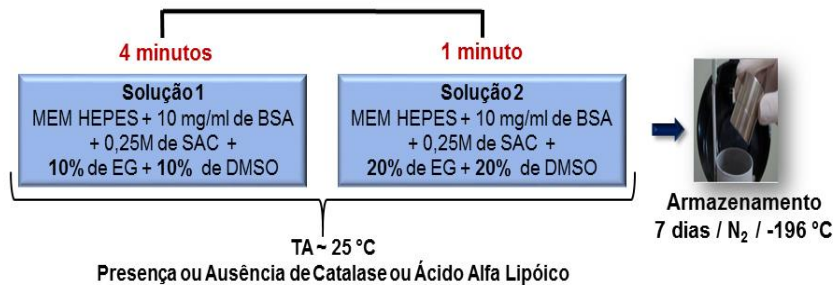 4 minutos
1 minuto
Solução 1
MEM HEPES + 10 mg/ml de BSA
+ 0,25M de SAC +
10% de EG + 10% de DMSO
Solução 2
MEM HEPES + 10 mg/ml de BSA
+ 0,25M de SAC +
20% de EG + 20% de DMSO
Armazenamento
7 dias / N₂ / -196 ºC
TA ~ 25 ºC
Presença ou Ausência de Catalase ou Ácido Alfa Lipóico